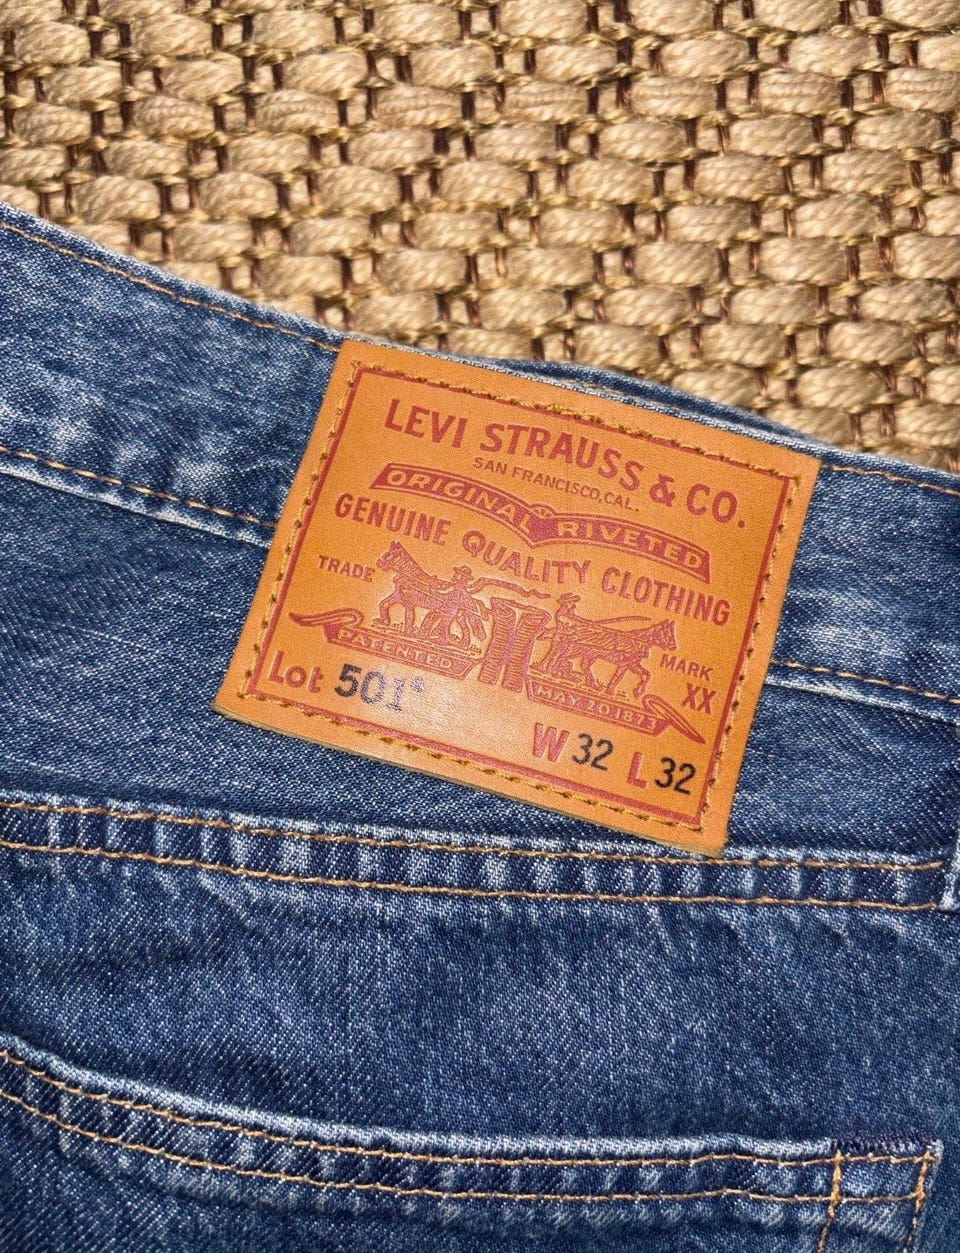 LEVI STRAUSS & CO.
SAN FRANCISCO, CAL.
ORIGINAL RIVETED
GENUINE QUALITY CLOTHING
TRADE MARK
PATENTED MAY 20 1873
XX
Lot 501®
W 32 L 32